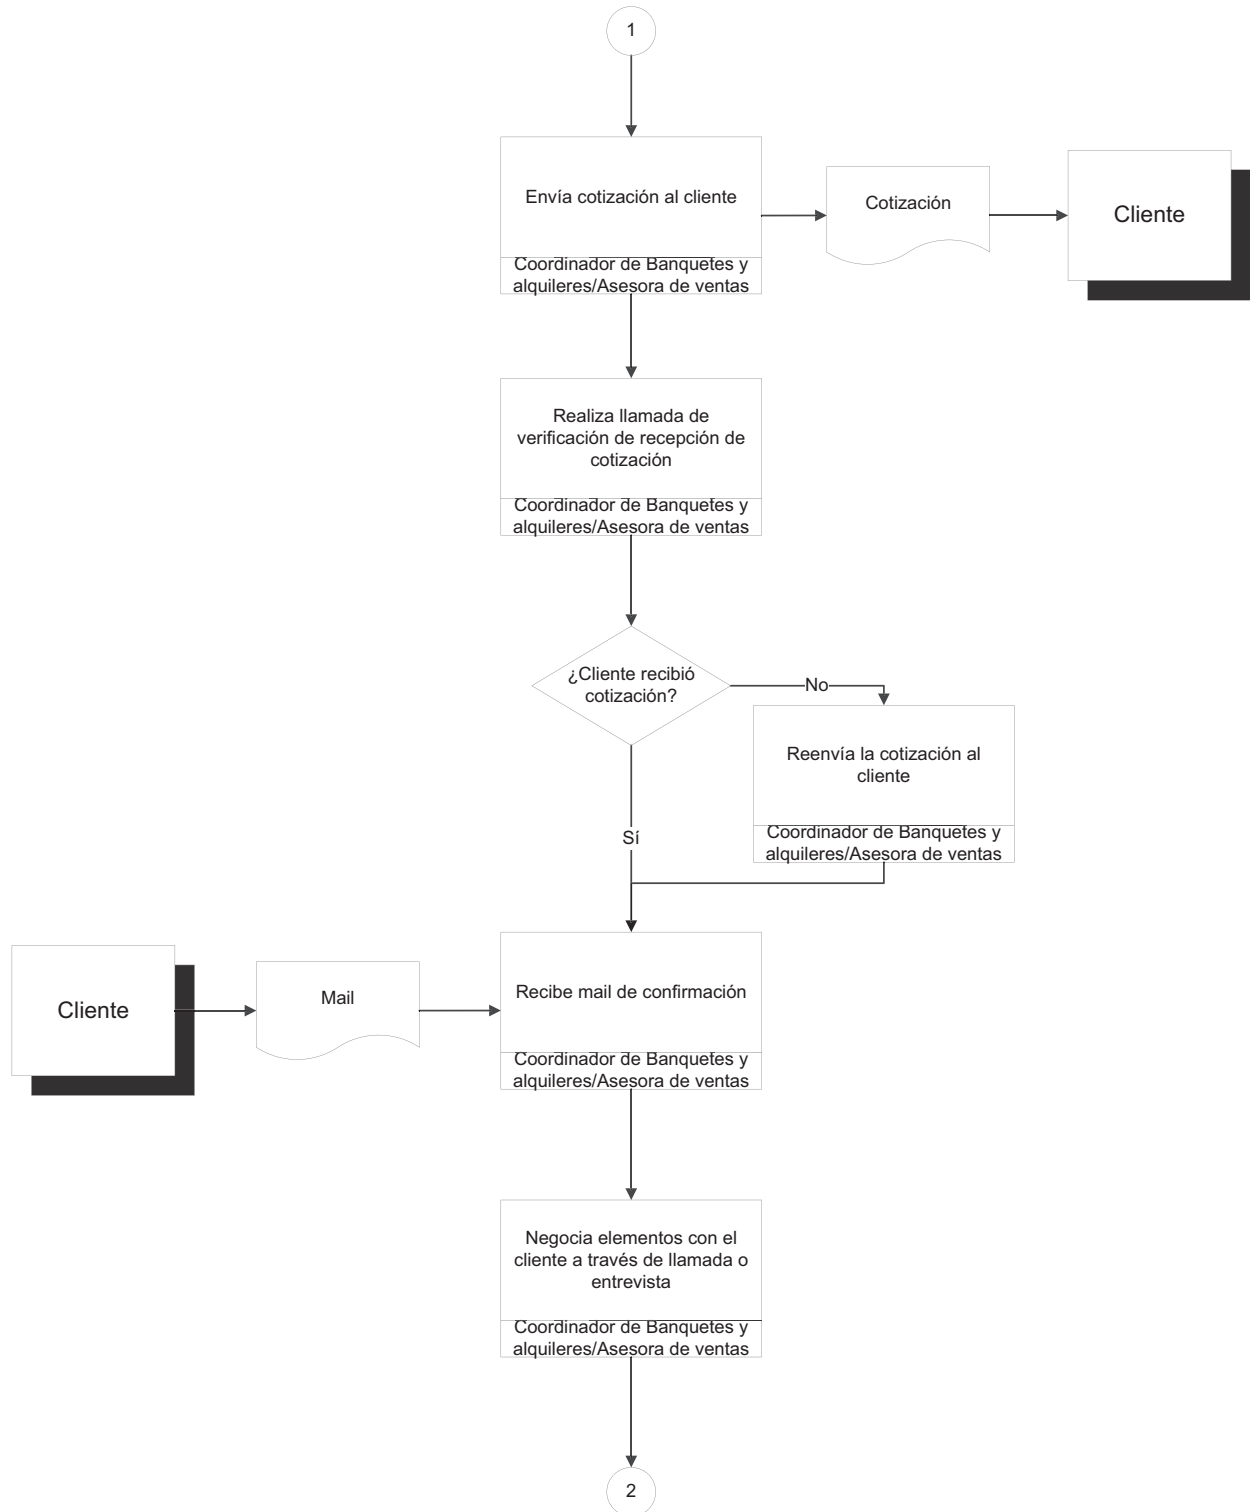 1
Envía cotización al cliente
Coordinador de Banquetes y
alquileres/Asesora de ventas
Cotización
Cliente
Realiza llamada de
verificación de recepción de
cotización
Coordinador de Banquetes y
alquileres/Asesora de ventas
¿Cliente recibió
cotización?
No
Reenvía la cotización al
cliente
Coordinador de Banquetes y
alquileres/Asesora de ventas
Sí
Cliente
Mail
Recibe mail de confirmación
Coordinador de Banquetes y
alquileres/Asesora de ventas
Negocia elementos con el
cliente a través de llamada o
entrevista
Coordinador de Banquetes y
alquileres/Asesora de ventas
2